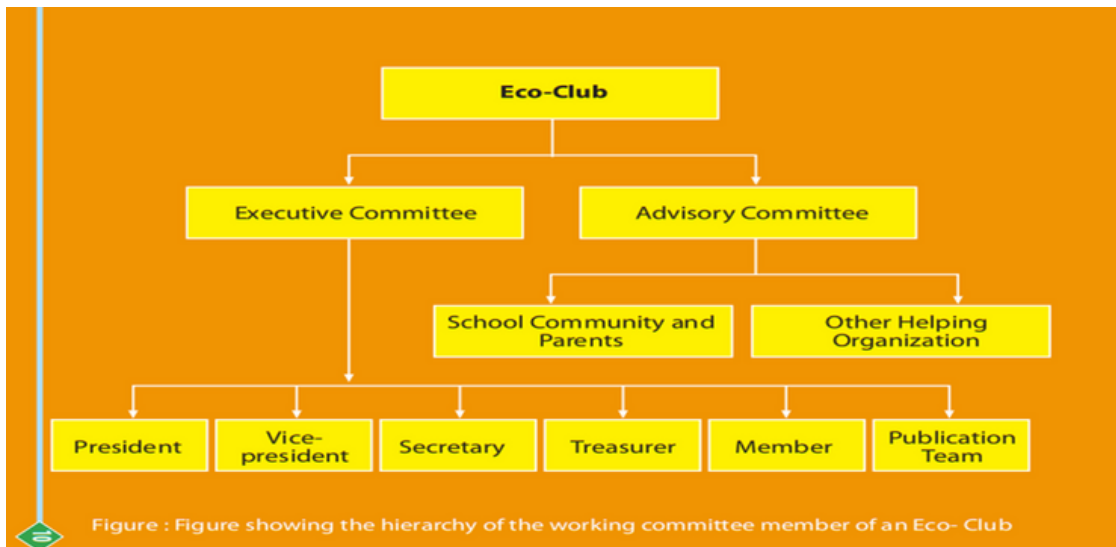 Eco-Club
Executive Committee
Advisory Committee
School Community and
Parents
Other Helping
Organization
President
Vice-
president
Secretary
Treasurer
Member
Publication
Team
Figure : Figure showing the hierarchy of the working committee member of an Eco- Club
10